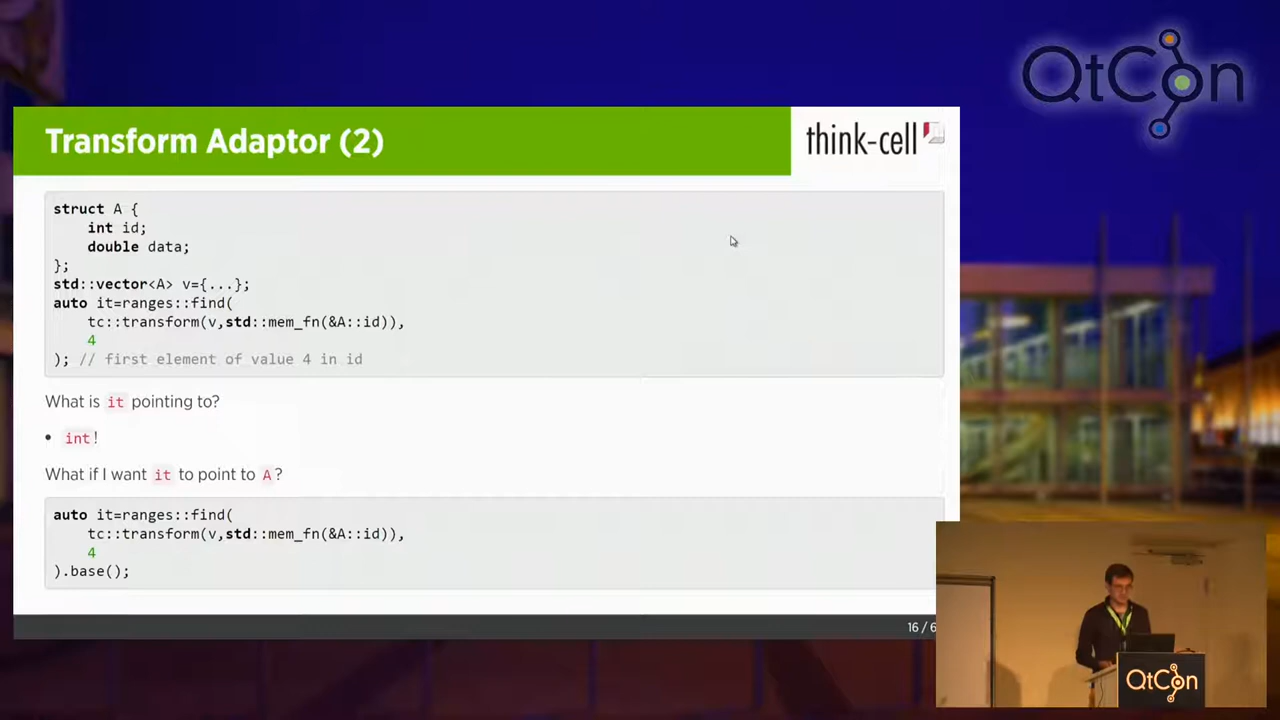 QtCon
Transform Adaptor (2)
think-cell
struct A {
    int id;
    double data;
};
std::vector<A> v={...};
auto it=ranges::find(
    tc::transform(v,std::mem_fn(&A::id)),
    4
); // first element of value 4 in id
What is it pointing to?
• int!
What if I want it to point to A?
auto it=ranges::find(
    tc::transform(v,std::mem_fn(&A::id)),
    4
).base();
16 / 6
QtCon